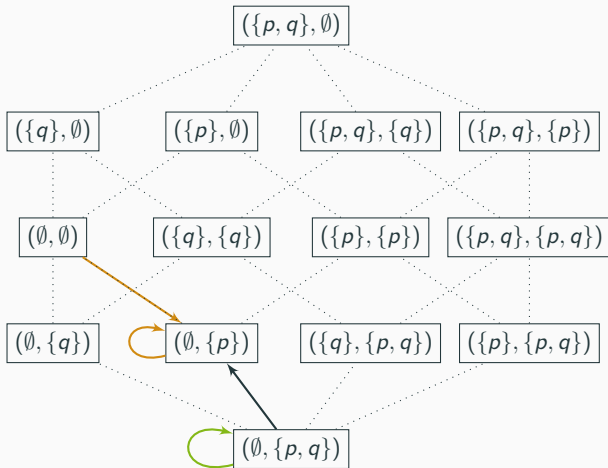 ({p, q}, ∅)
({q}, ∅) ({p}, ∅) ({p, q}, {q}) ({p, q}, {p})
(∅, ∅) ({q}, {q}) ({p}, {p}) ({p, q}, {p, q})
(∅, {q}) (∅, {p}) ({q}, {p, q}) ({p}, {p, q})
(∅, {p, q})